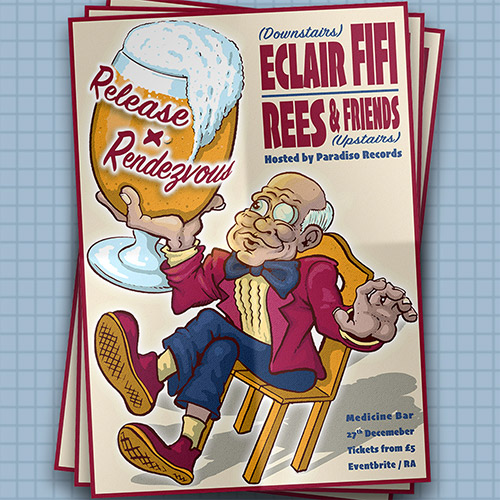 Release
x
Rendezvous
(Downstairs)
ECLAIR FIFI
REES & FRIENDS
(Upstairs)
Hosted by Paradiso Records
Medicine Bar
27th Decemeber
Tickets from £5
Eventbrite / RA